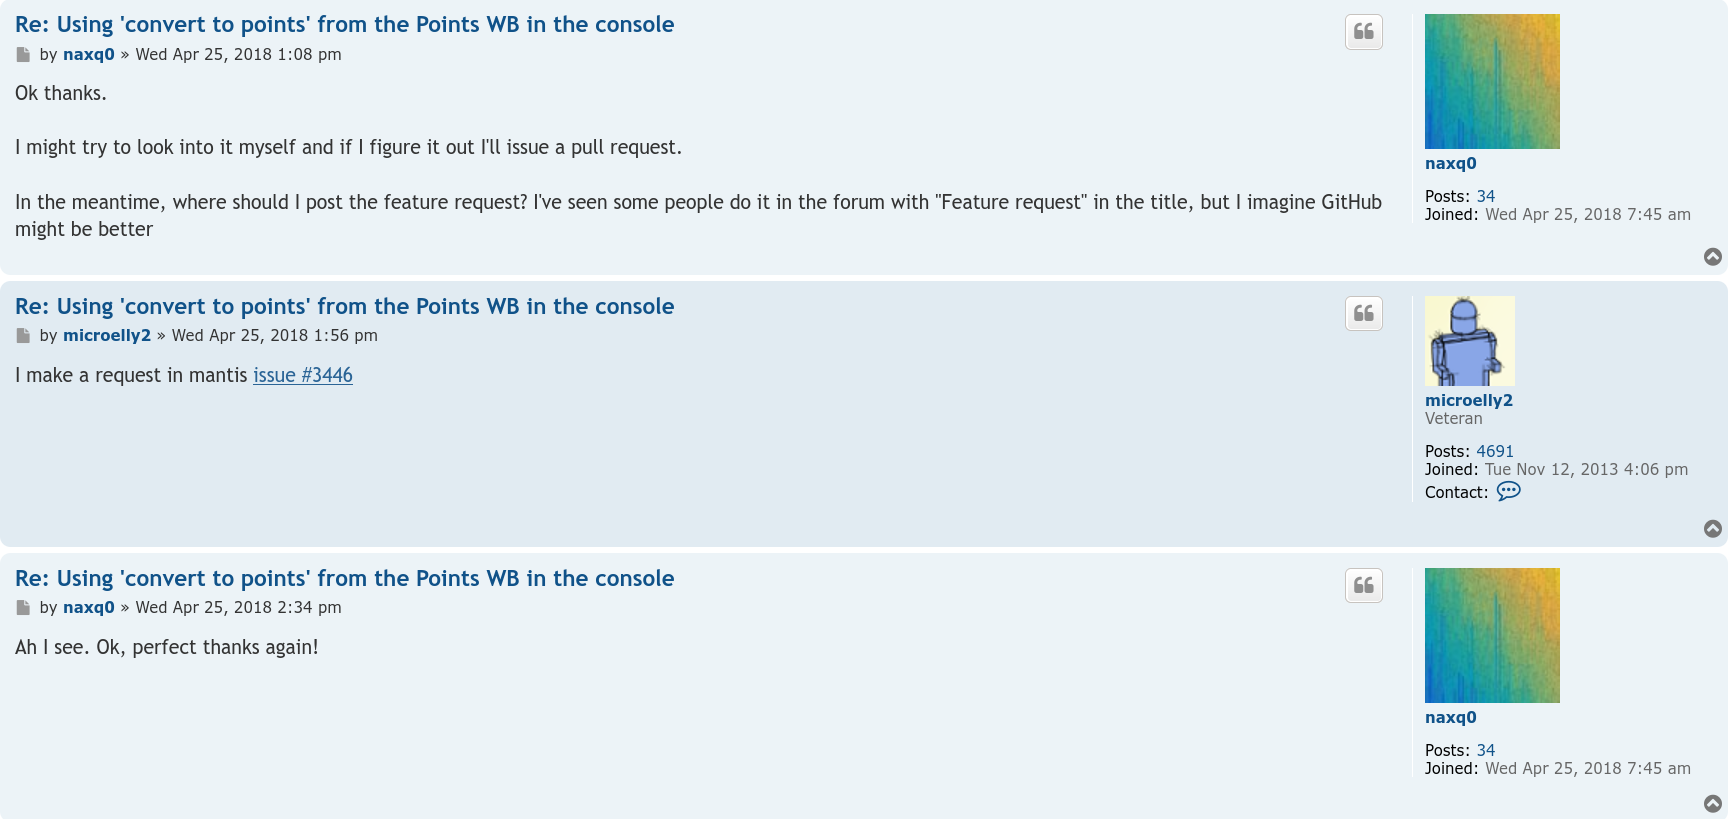 Re: Using 'convert to points' from the Points WB in the console
by naxq0 » Wed Apr 25, 2018 1:08 pm
Ok thanks.
I might try to look into it myself and if I figure it out I'll issue a pull request.
In the meantime, where should I post the feature request? I've seen some people do it in the forum with "Feature request" in the title, but I imagine GitHub
might be better
naxq0
Posts: 34
Joined: Wed Apr 25, 2018 7:45 am
Re: Using 'convert to points' from the Points WB in the console
by microelly2 » Wed Apr 25, 2018 1:56 pm
I make a request in mantis issue #3446
microelly2
Veteran
Posts: 4691
Joined: Tue Nov 12, 2013 4:06 pm
Contact:
Re: Using 'convert to points' from the Points WB in the console
by naxq0 » Wed Apr 25, 2018 2:34 pm
Ah I see. Ok, perfect thanks again!
naxq0
Posts: 34
Joined: Wed Apr 25, 2018 7:45 am